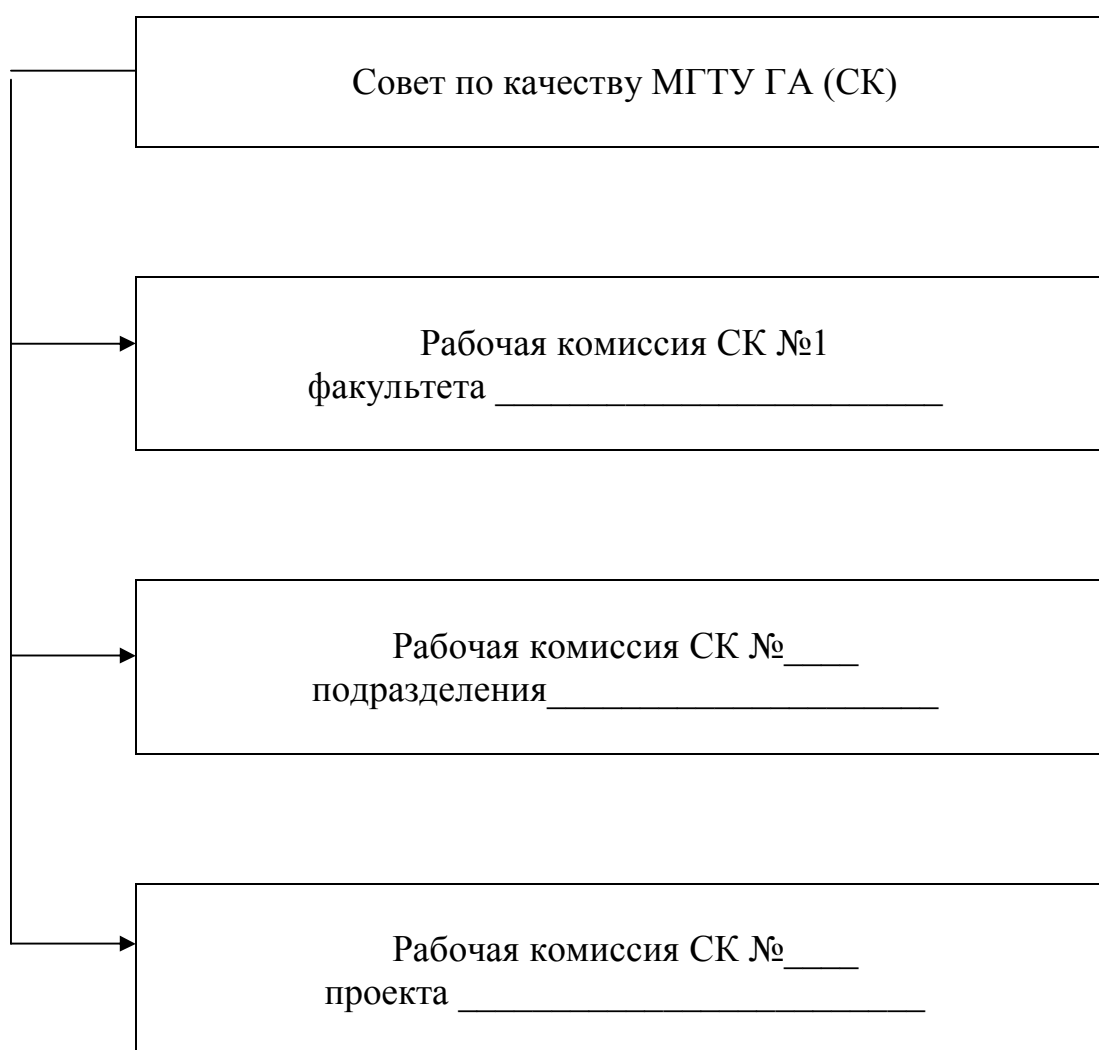 Совет по качеству МГТУ ГА (СК)
Рабочая комиссия СК №1
факультета ________________________
Рабочая комиссия СК №____
подразделения_____________________
Рабочая комиссия СК №____
проекта _________________________